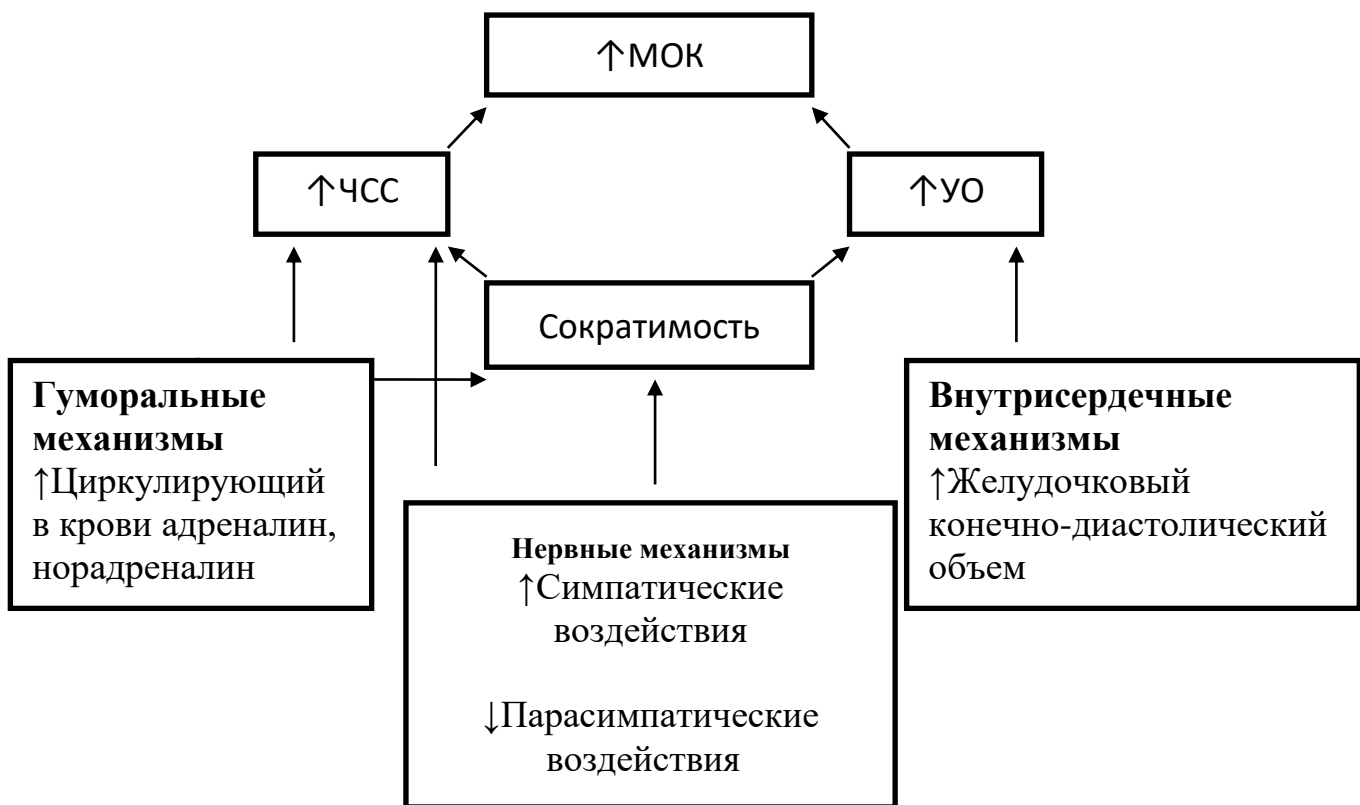 ↑МОК
↑ЧСС
↑УО
Сократимость
Гуморальные
механизмы
↑Циркулирующий
в крови адреналин,
норадреналин
Нервные механизмы
↑Симпатические
воздействия
↓Парасимпатические
воздействия
Внутрисердечные
механизмы
↑Желудочковый
конечно-диастолический
объем